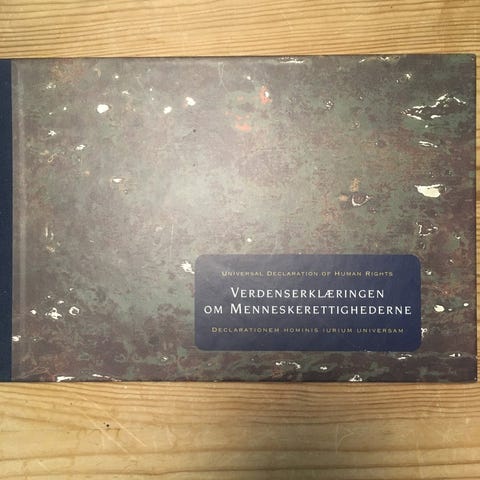 Universal Declaration of Human Rights
Verdenserklæringen
om Menneskerettighederne
Declarationem hominis iurium universam